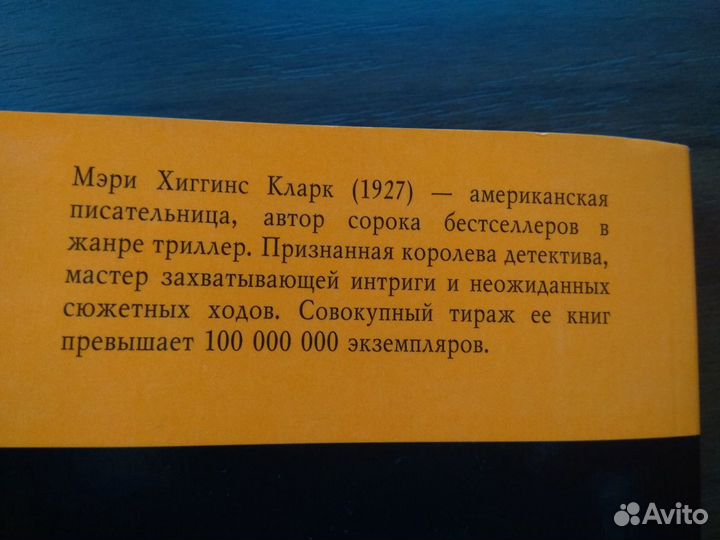 Мэри Хиггинс Кларк (1927) — американская
писательница, автор сорока бестселлеров в
жанре триллер. Признанная королева детектива,
мастер захватывающей интриги и неожиданных
сюжетных ходов. Совокупный тираж ее книг
превышает 100 000 000 экземпляров.
Avito